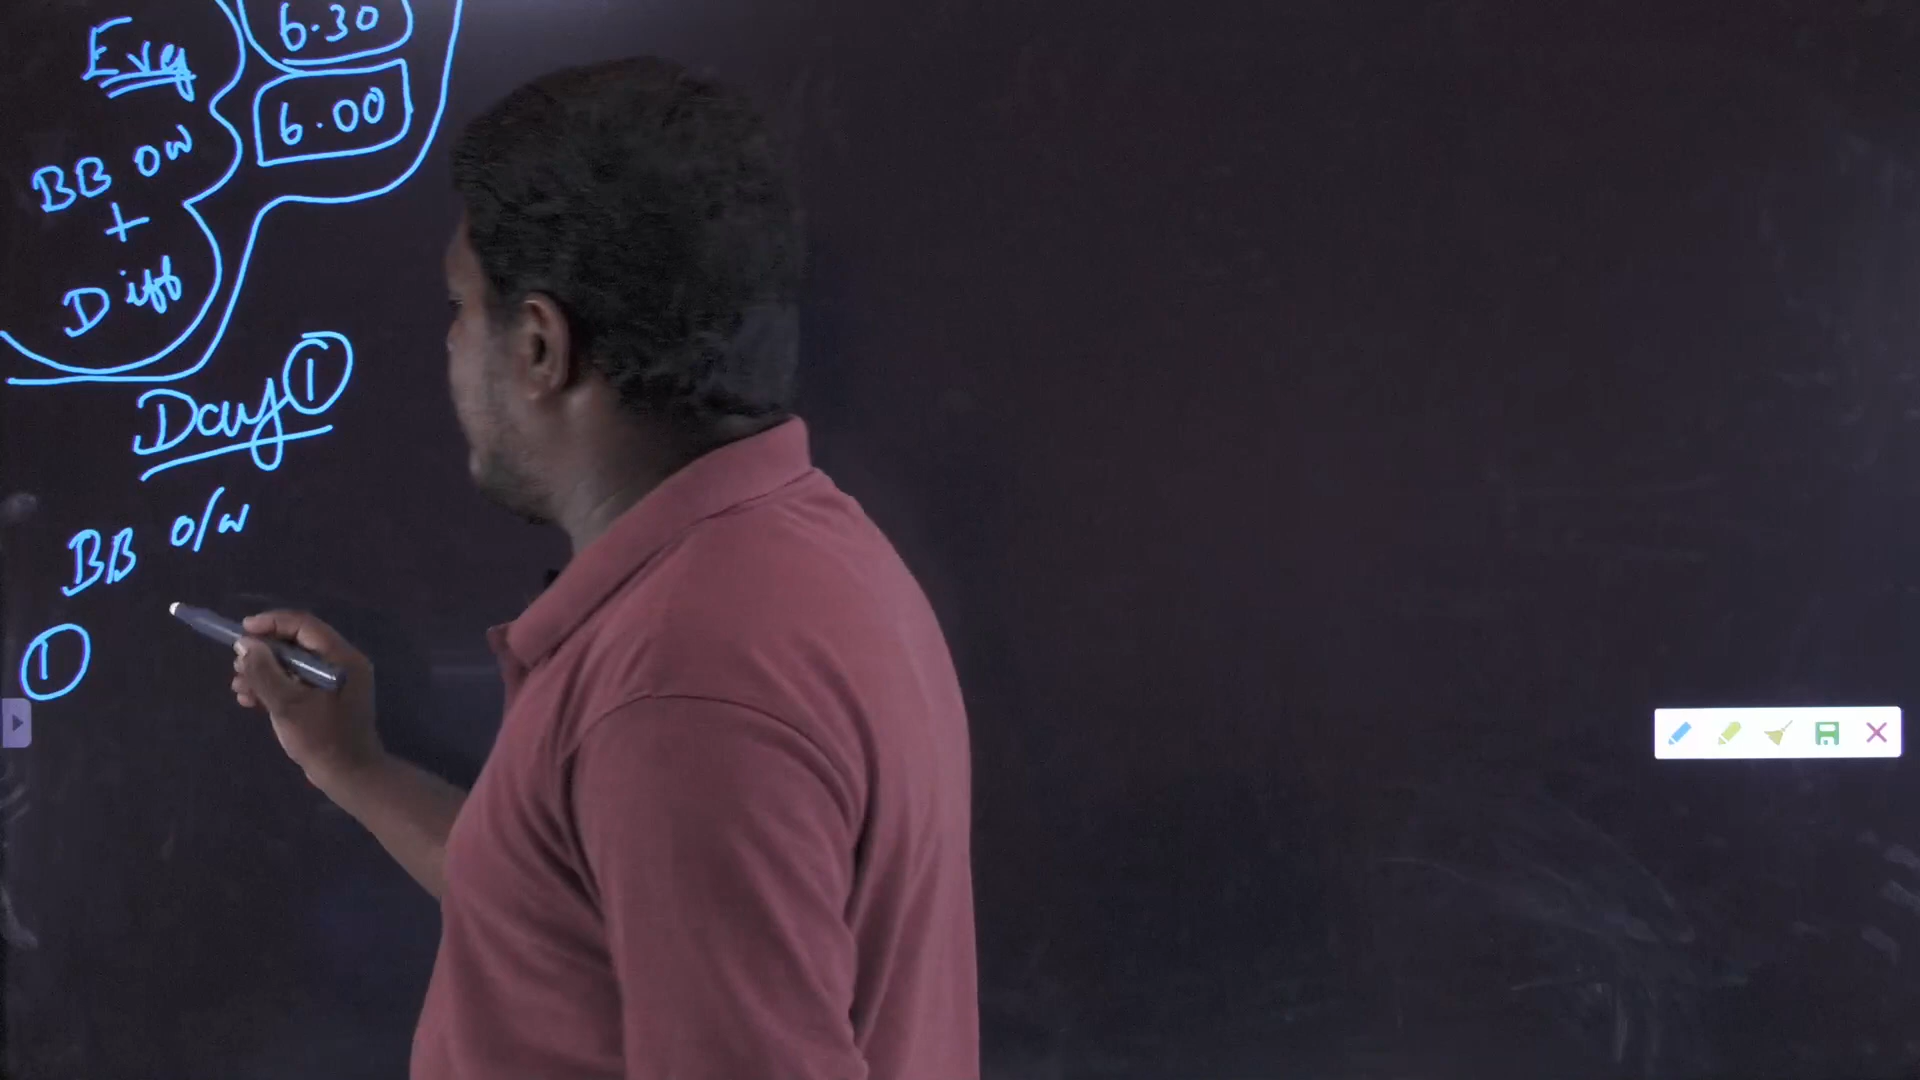 Evg
6.30
6.00
BB OW
+
Diff
Day ①
BB o/w
①